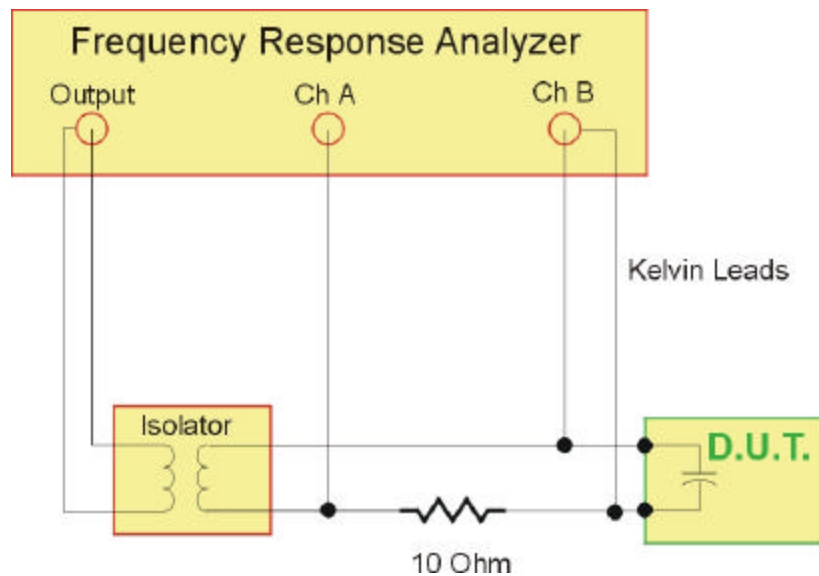 Frequency Response Analyzer
Output
Ch A
Ch B
Kelvin Leads
Isolator
D.U.T.
10 Ohm